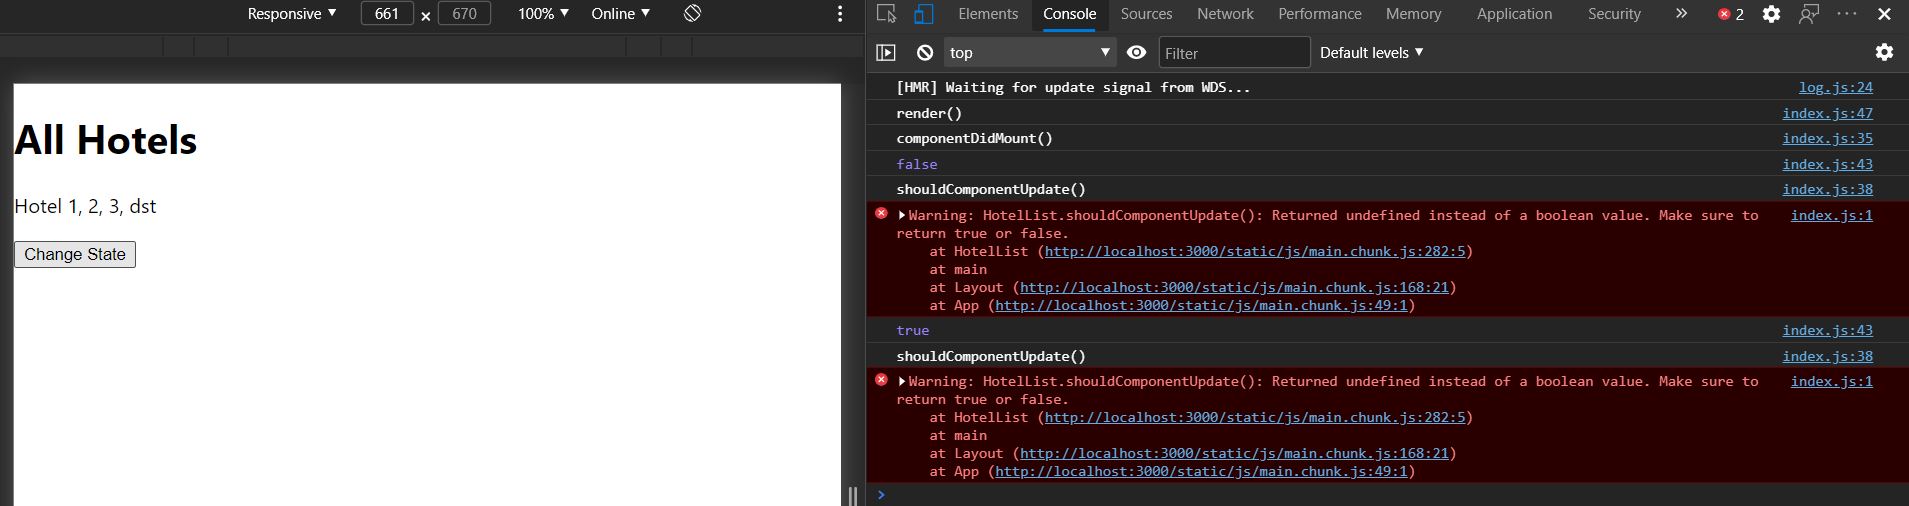 Responsive ▼ 661 × 670 100% ▼ Online ▼
All Hotels
Hotel 1, 2, 3, dst
Change State
Elements Console Sources Network Performance Memory Application Security » 2
top ▼ Filter Default levels ▼
[HMR] Waiting for update signal from WDS... log.js:24
render() index.js:47
componentDidMount() index.js:35
false index.js:43
shouldComponentUpdate() index.js:38
Warning: HotelList.shouldComponentUpdate(): Returned undefined instead of a boolean value. Make sure to index.js:1
return true or false.
at HotelList (http://localhost:3000/static/js/main.chunk.js:282:5)
at main
at Layout (http://localhost:3000/static/js/main.chunk.js:168:21)
at App (http://localhost:3000/static/js/main.chunk.js:49:1)
true index.js:43
shouldComponentUpdate() index.js:38
Warning: HotelList.shouldComponentUpdate(): Returned undefined instead of a boolean value. Make sure to index.js:1
return true or false.
at HotelList (http://localhost:3000/static/js/main.chunk.js:282:5)
at main
at Layout (http://localhost:3000/static/js/main.chunk.js:168:21)
at App (http://localhost:3000/static/js/main.chunk.js:49:1)